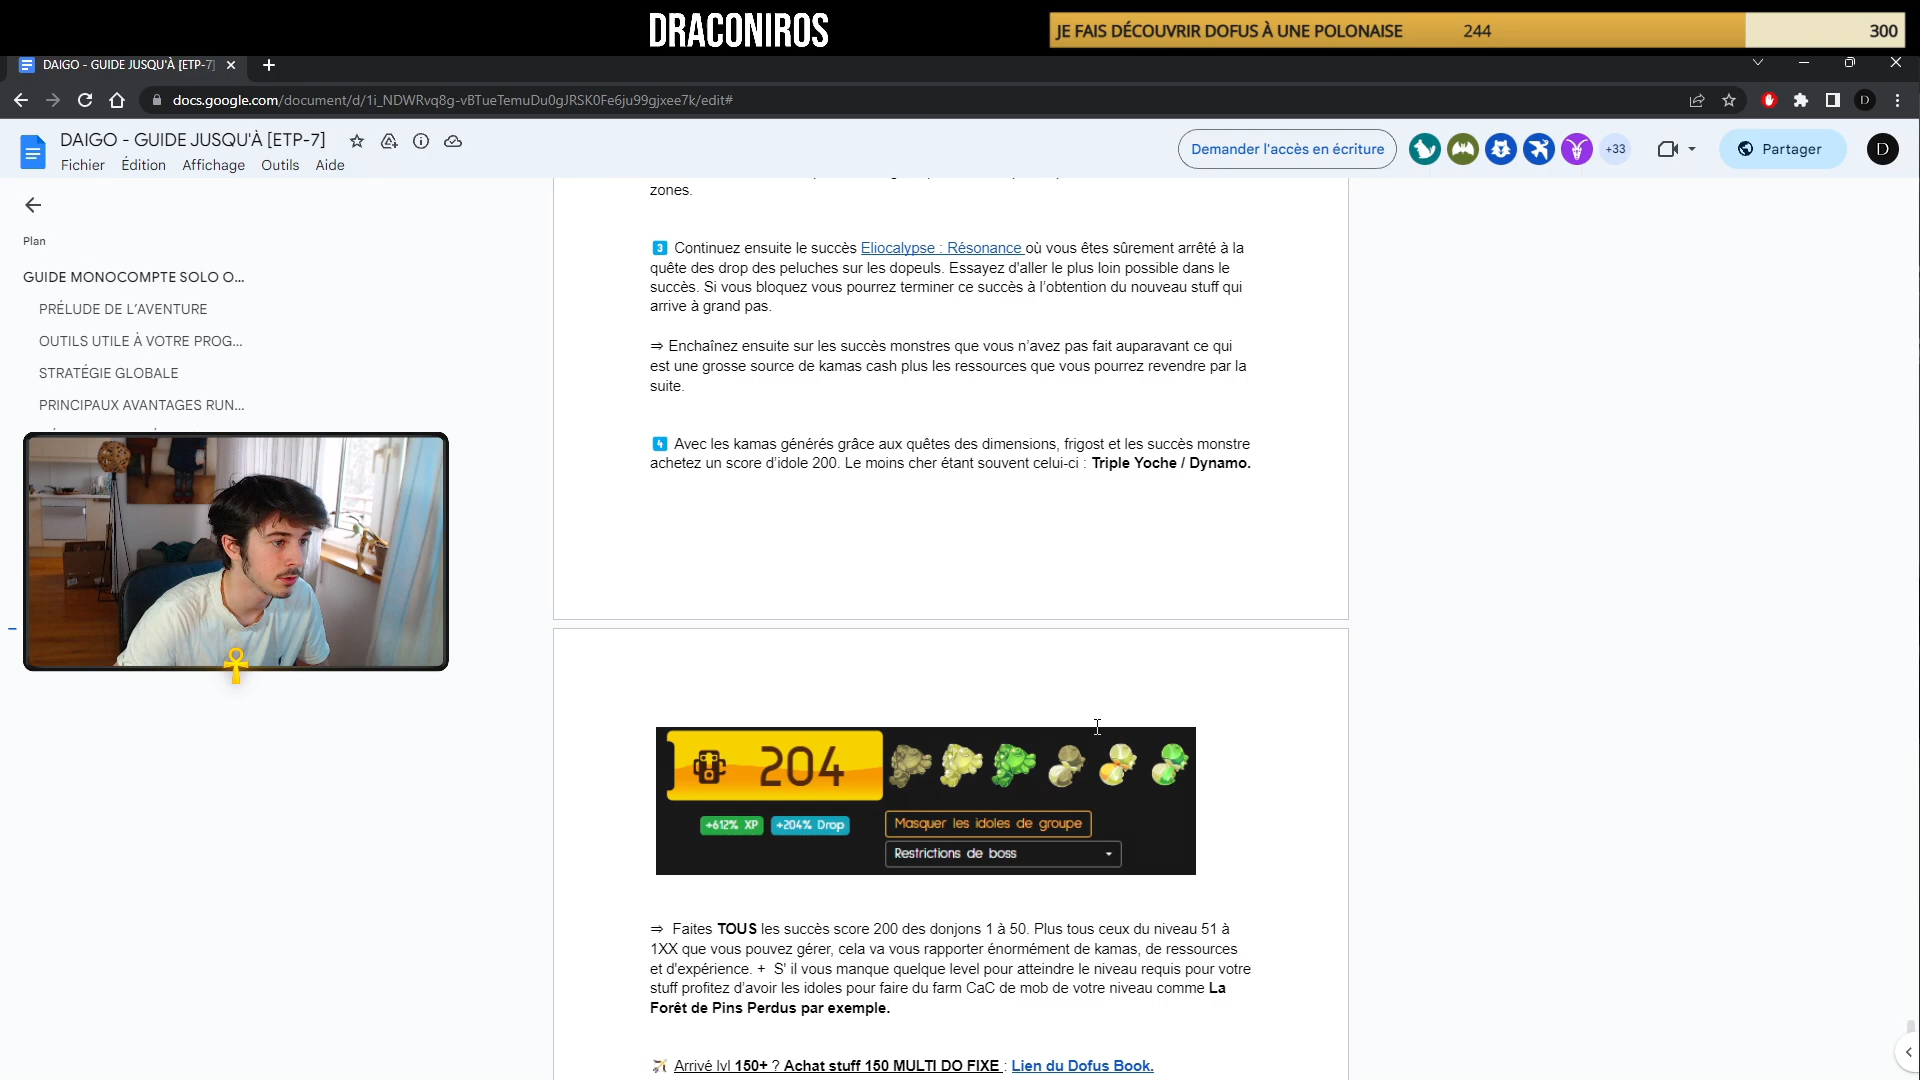 DRACONIROS
JE FAIS DÉCOUVRIR DOFUS À UNE POLONAISE 244 300
DAIGO - GUIDE JUSQU'À [ETP-7]
docs.google.com/document/d/1i_NDWRvq8g-vBTueTemuDu0gJRSK0Fe6ju99gjxee7k/edit#
D
DAIGO - GUIDE JUSQU'À [ETP-7]
Fichier Édition Affichage Outils Aide
Demander l'accès en écriture
+33
Partager
D
Plan
GUIDE MONOCOMPTE SOLO O...
PRÉLUDE DE L'AVENTURE
OUTILS UTILE À VOTRE PROG...
STRATÉGIE GLOBALE
PRINCIPAUX AVANTAGES RUN...
zones.
3 Continuez ensuite le succès Eliocalypse : Résonance où vous êtes sûrement arrêté à la
quête des drop des peluches sur les dopeuls. Essayez d'aller le plus loin possible dans le
succès. Si vous bloquez vous pourrez terminer ce succès à l'obtention du nouveau stuff qui
arrive à grand pas.
⇒ Enchaînez ensuite sur les succès monstres que vous n'avez pas fait auparavant ce qui
est une grosse source de kamas cash plus les ressources que vous pourrez revendre par la
suite.
4 Avec les kamas générés grâce aux quêtes des dimensions, frigost et les succès monstre
achetez un score d'idole 200. Le moins cher étant souvent celui-ci : Triple Yoche / Dynamo.
204
+612% XP +204% Drop
Masquer les idoles de groupe
Restrictions de boss
⇒ Faites TOUS les succès score 200 des donjons 1 à 50. Plus tous ceux du niveau 51 à
1XX que vous pouvez gérer, cela va vous rapporter énormément de kamas, de ressources
et d'expérience. + S' il vous manque quelque level pour atteindre le niveau requis pour votre
stuff profitez d'avoir les idoles pour faire du farm CaC de mob de votre niveau comme La
Forêt de Pins Perdus par exemple.
Arrivé lvl 150+ ? Achat stuff 150 MULTI DO FIXE : Lien du Dofus Book.